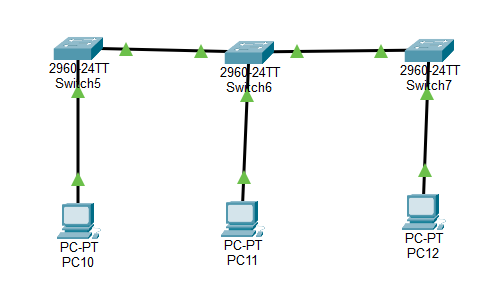 2960-24TT
Switch5
2960-24TT
Switch6
2960-24TT
Switch7
PC-PT
PC10
PC-PT
PC11
PC-PT
PC12